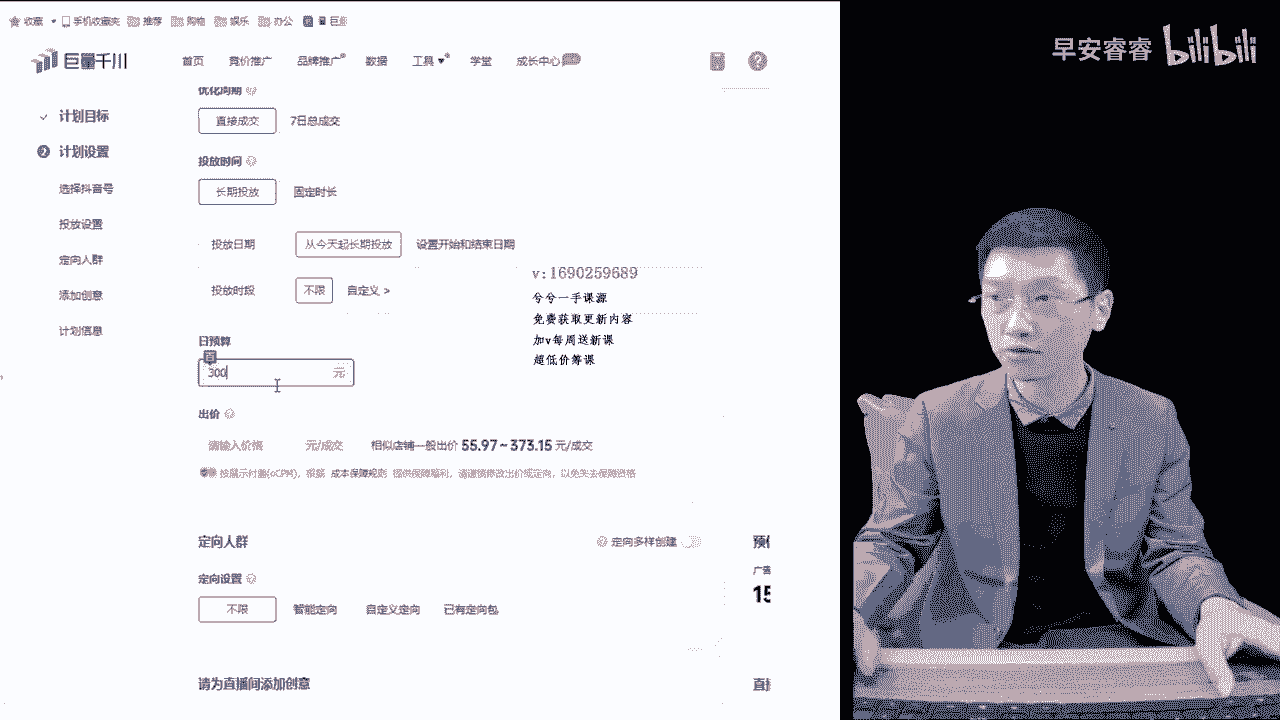 收藏 手机收藏夹 推荐 购物 娱乐 办公
巨量千川 首页 竞价推广 品牌推广 数据 工具 学堂 成长中心
早安睿睿 bilibili
优化周期
计划目标
直接成交 7日总成交
计划设置
投放时间
选择抖音号
长期投放 固定时长
投放设置
投放日期 从今天起长期投放 设置开始和结束日期
定向人群
v:1690259689
投放时段 不限 自定义 >
兮兮一手课源
添加创意
免费获取更新内容
计划信息
加v每周送新课
日预算
超低价筹课
300 元
出价
请输入价格 元/成交 相似店铺一般出价 55.97~373.15 元/成交
按展示付费(oCPM)，根据 成本保障规则 提供保障福利，请谨慎修改出价或定向，以免失去保障资格
定向人群 定向多样创建
定向设置
不限 智能定向 自定义定向 已有定向包
15
请为直播间添加创意